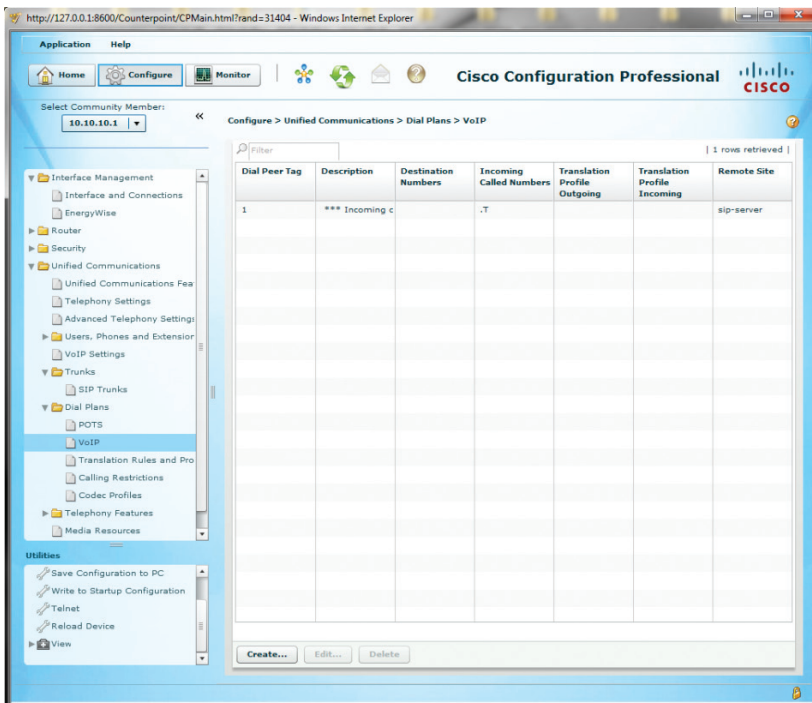 http://127.0.0.1:8600/Counterpoint/CPMain.html?rand=31404 - Windows Internet Explorer
Application Help
Home Configure Monitor
Cisco Configuration Professional
CISCO
Select Community Member:
10.10.10.1
«
Configure > Unified Communications > Dial Plans > VoIP
Filter
| 1 rows retrieved |
Dial Peer Tag Description Destination Numbers Incoming Called Numbers Translation Profile Outgoing Translation Profile Incoming Remote Site
1 *** Incoming c .T sip-server
Interface Management
Interface and Connections
EnergyWise
Router
Security
Unified Communications
Unified Communications Fea
Telephony Settings
Advanced Telephony Settings
Users, Phones and Extension
VoIP Settings
Trunks
SIP Trunks
Dial Plans
POTS
VoIP
Translation Rules and Pro
Calling Restrictions
Codec Profiles
Telephony Features
Media Resources
Utilities
Save Configuration to PC
Write to Startup Configuration
Telnet
Reload Device
View
Create... Edit... Delete